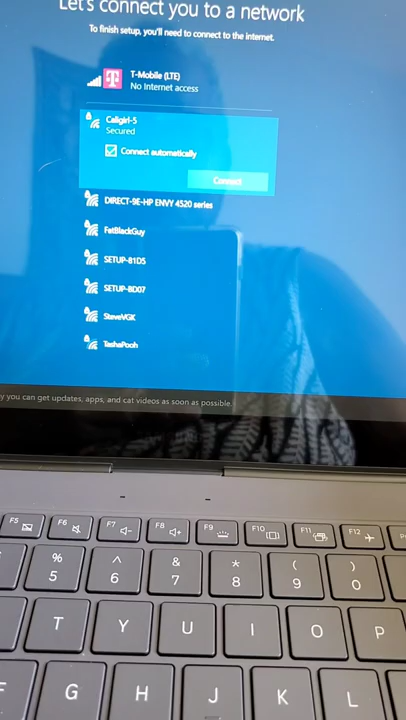 Let's connect you to a network
To finish setup, you'll need to connect to the internet.
T-Mobile (LTE)
No Internet access
Caligirl-5
Secured
Connect automatically
Connect
DIRECT-9E-HP ENVY 4520 series
FatBlackGuy
SETUP-81D5
SETUP-BD07
SteveVGK
TashaPooh
y you can get updates, apps, and cat videos as soon as possible.
F5 F6 F7 F8 F9 F10 F11 F12
% ^ & * ( )
5 6 7 8 9 0
T Y U I O P
G H J K L